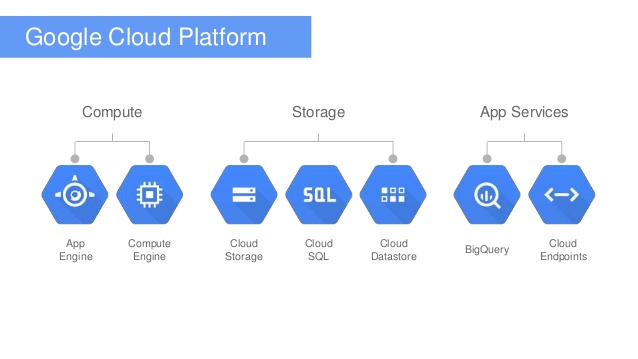 Google Cloud Platform
Compute
Storage
App Services
SQL
App
Engine
Compute
Engine
Cloud
Storage
Cloud
SQL
Cloud
Datastore
BigQuery
Cloud
Endpoints